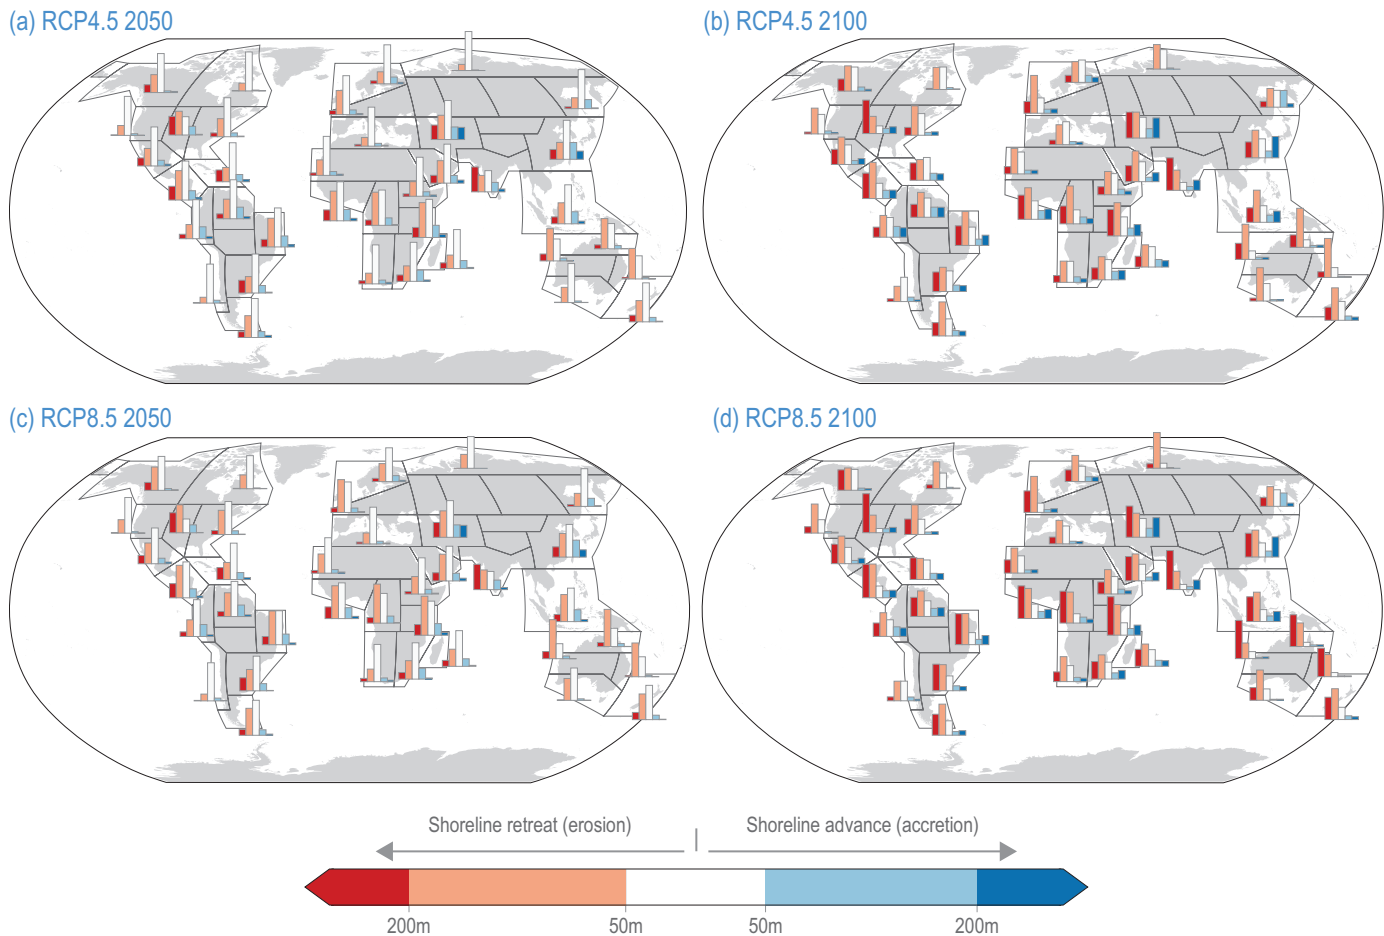 (a) RCP4.5 2050
(b) RCP4.5 2100
(c) RCP8.5 2050
(d) RCP8.5 2100
Shoreline retreat (erosion)
Shoreline advance (accretion)
200m
50m
50m
200m